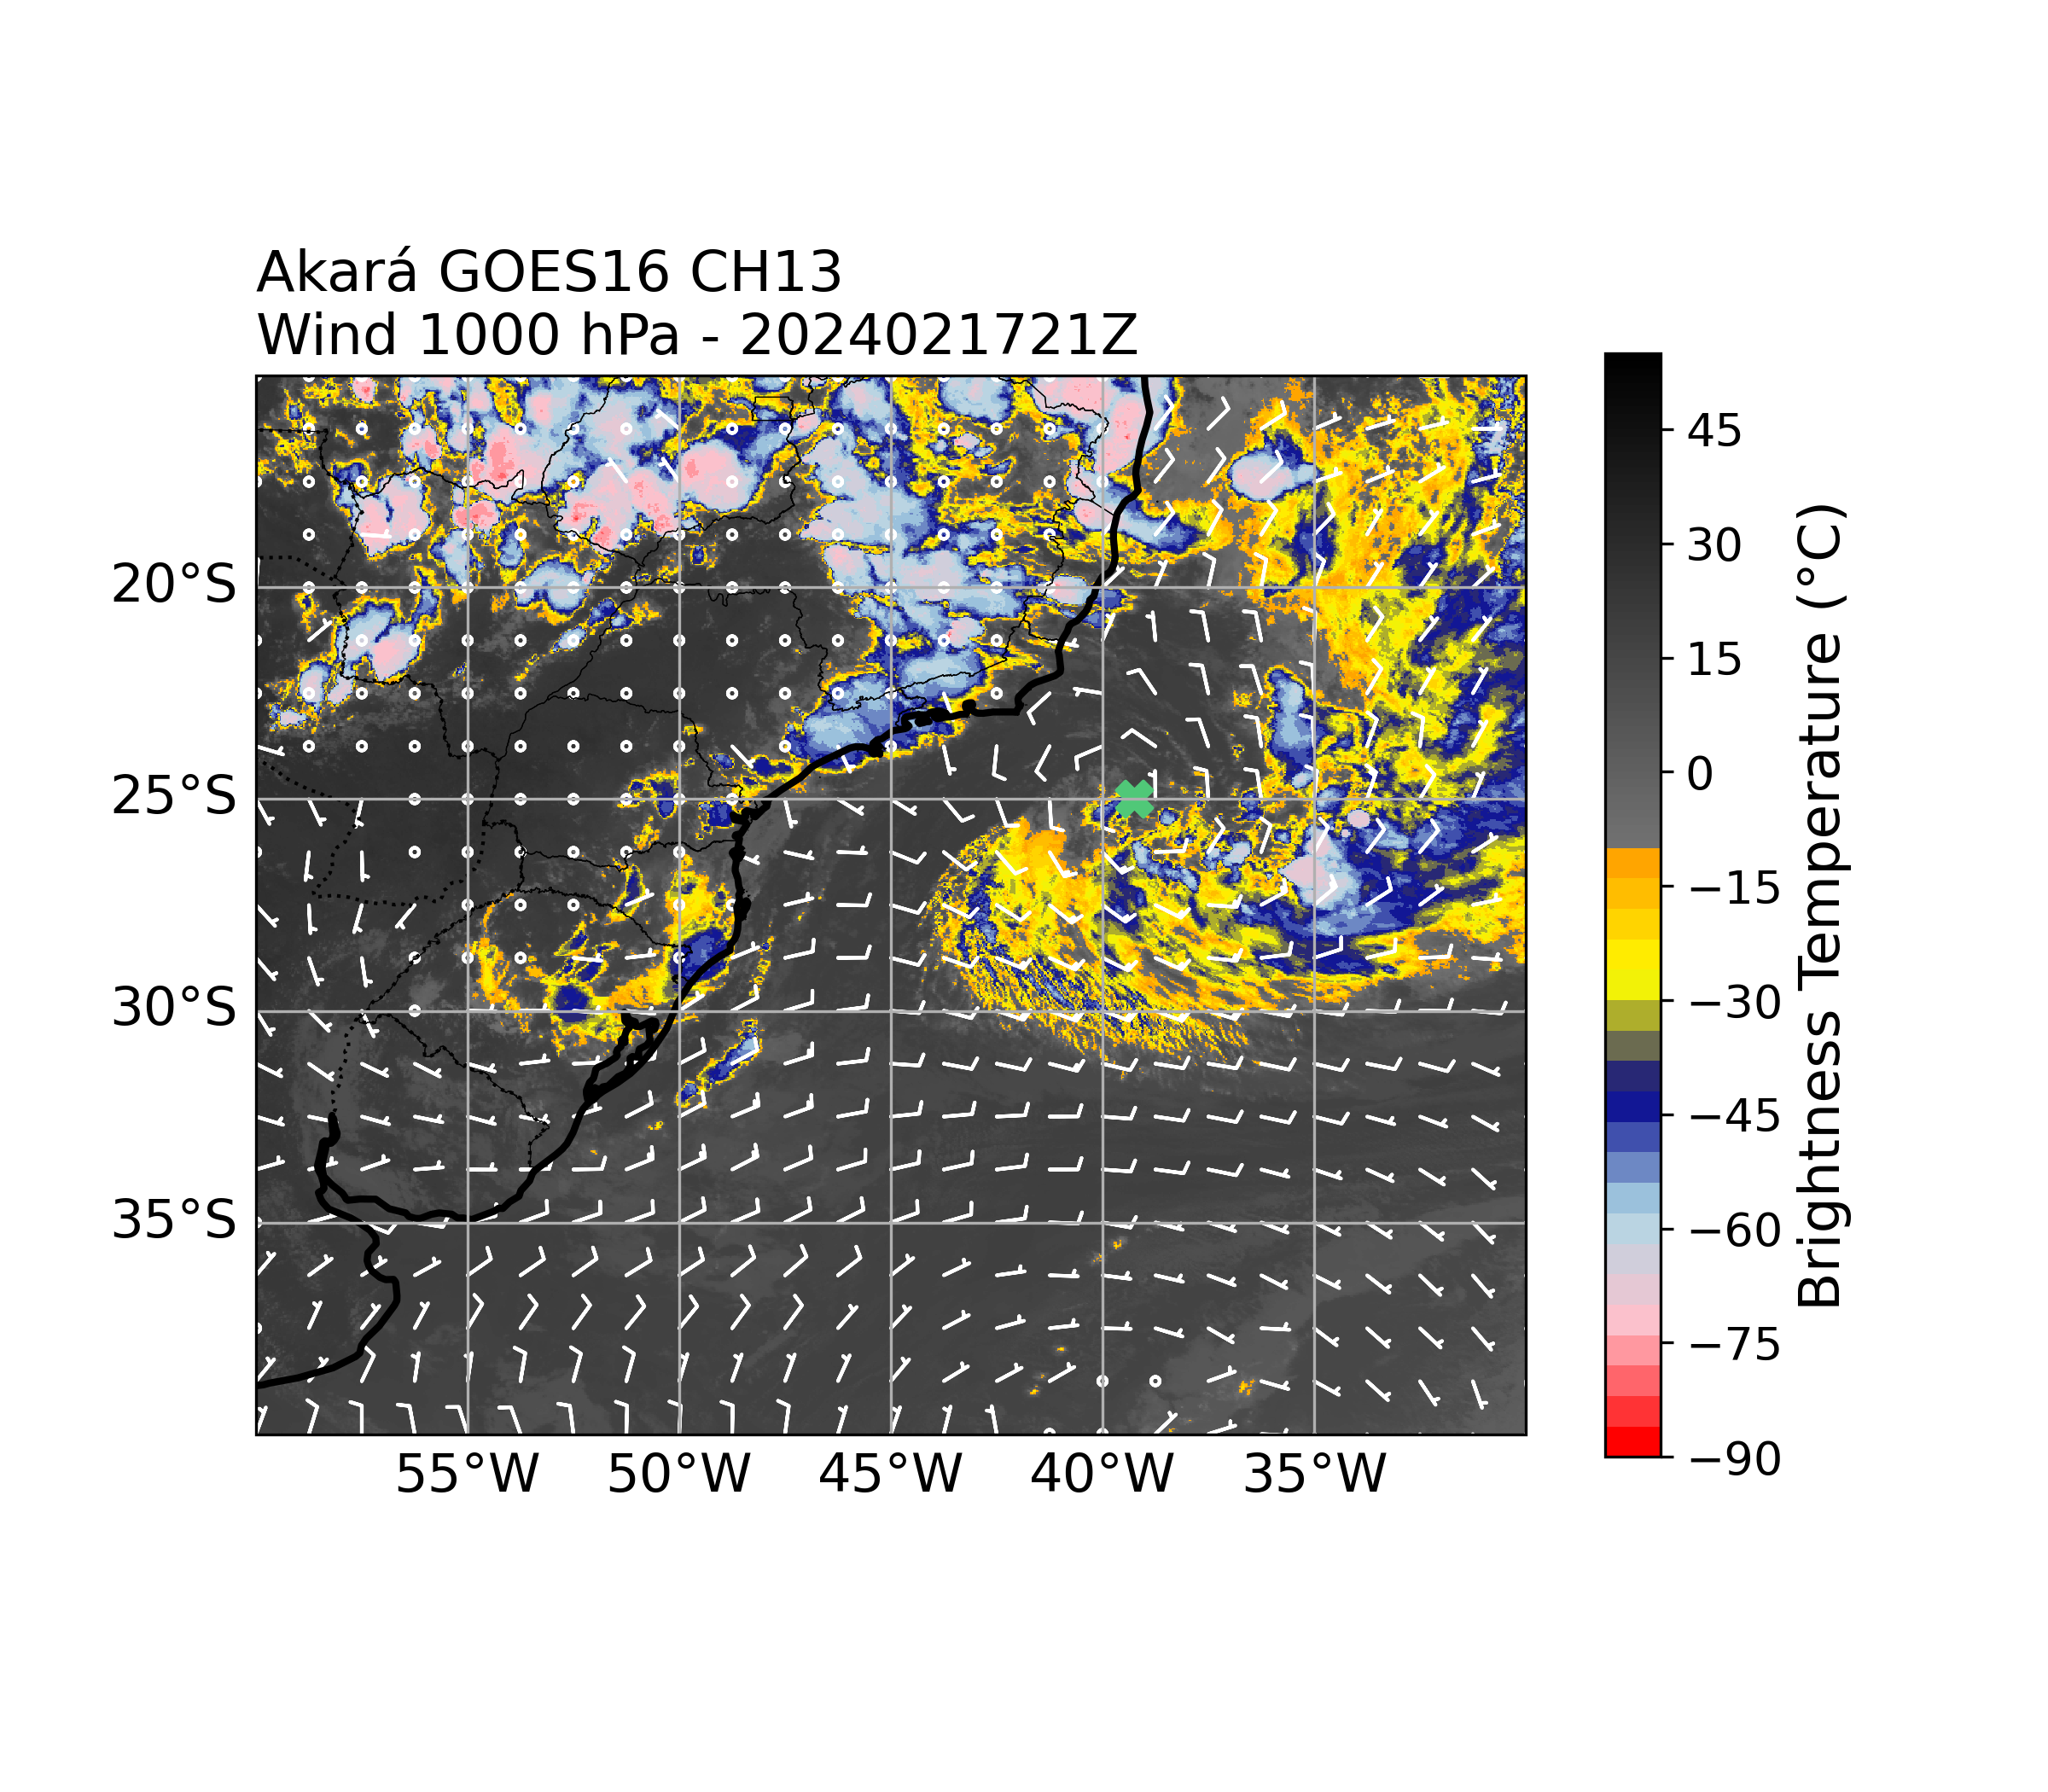 Akará GOES16 CH13
Wind 1000 hPa - 2024021721Z
20°S
25°S
30°S
35°S
55°W
50°W
45°W
40°W
35°W
45
30
15
0
−15
−30
−45
−60
−75
−90
Brightness Temperature (°C)